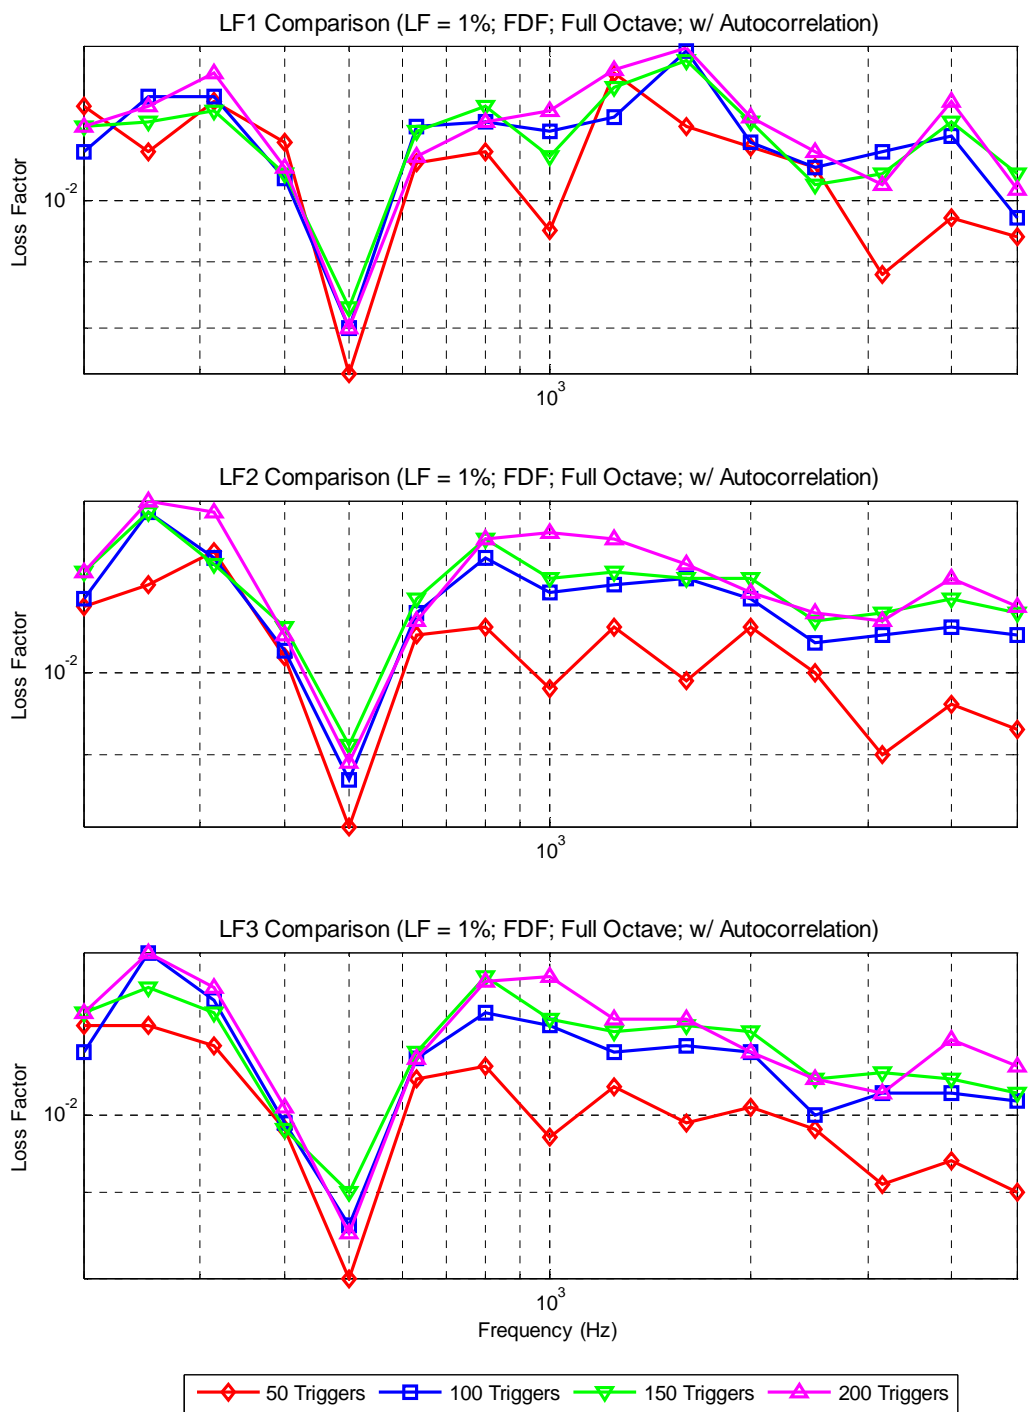 LF1 Comparison (LF = 1%; FDF; Full Octave; w/ Autocorrelation)
Loss Factor
10^-2
10^3
LF2 Comparison (LF = 1%; FDF; Full Octave; w/ Autocorrelation)
Loss Factor
10^-2
10^3
LF3 Comparison (LF = 1%; FDF; Full Octave; w/ Autocorrelation)
Loss Factor
10^-2
10^3
Frequency (Hz)
50 Triggers 100 Triggers 150 Triggers 200 Triggers